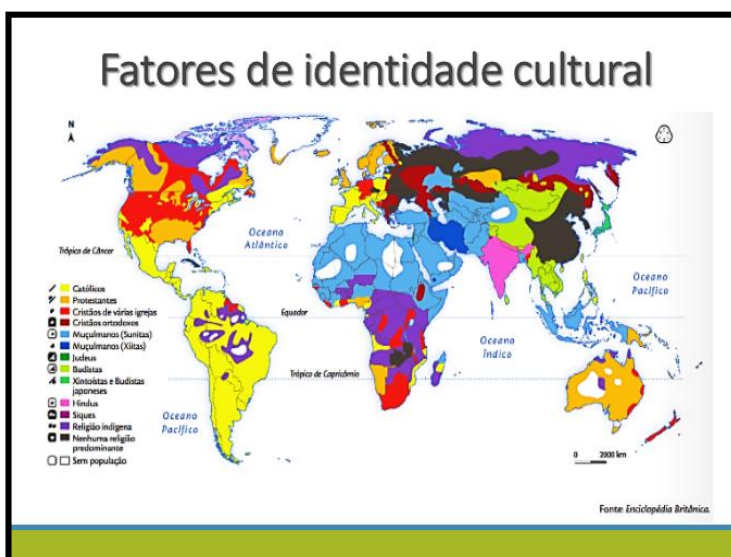 Fatores de identidade cultural
N
Oceano
Atlântico
Trópico de Câncer
Oceano
Pacífico
Equador
Oceano
Índico
Trópico de Capricórnio
Oceano
Pacífico
Católicos
Protestantes
Cristãos de várias igrejas
Cristãos ortodoxos
Muçulmanos (Sunitas)
Muçulmanos (Xiitas)
Judeus
Budistas
Xintoístas e Budistas
japoneses
Hindus
Siques
Religião indígena
Nenhuma religião
predominante
Sem população
0 2000 km
Fonte: Enciclopédia Britânica.